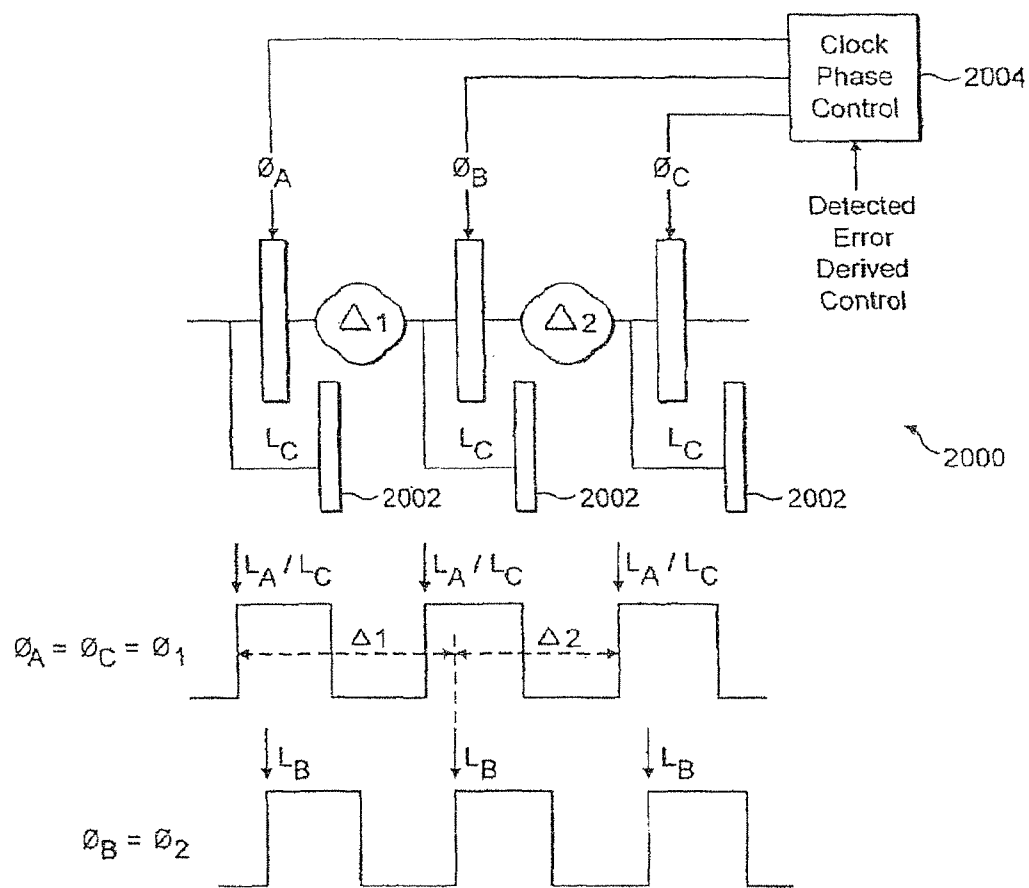 Clock
Phase
Control
2004
ØA
ØB
ØC
Detected
Error
Derived
Control
Δ1
Δ2
LC
LC
LC
2002
2002
2002
2000
LA / LC
LA / LC
LA / LC
ØA = ØC = Ø1
Δ1
Δ2
LB
LB
LB
ØB = Ø2